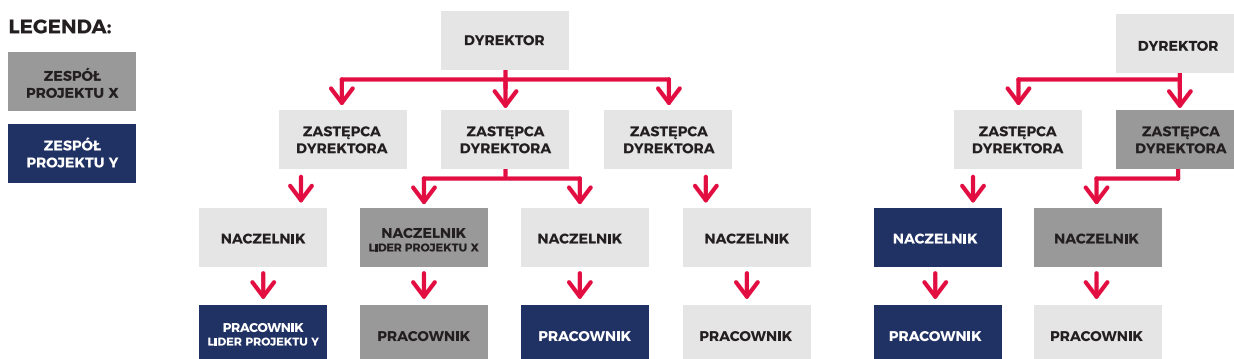 LEGENDA:
ZESPÓŁ
PROJEKTU X
ZESPÓŁ
PROJEKTU Y
DYREKTOR
ZASTĘPCA
DYREKTORA
ZASTĘPCA
DYREKTORA
ZASTĘPCA
DYREKTORA
NACZELNIK
NACZELNIK
LIDER PROJEKTU X
NACZELNIK
NACZELNIK
PRACOWNIK
LIDER PROJEKTU Y
PRACOWNIK
PRACOWNIK
PRACOWNIK
DYREKTOR
ZASTĘPCA
DYREKTORA
ZASTĘPCA
DYREKTORA
NACZELNIK
NACZELNIK
PRACOWNIK
PRACOWNIK